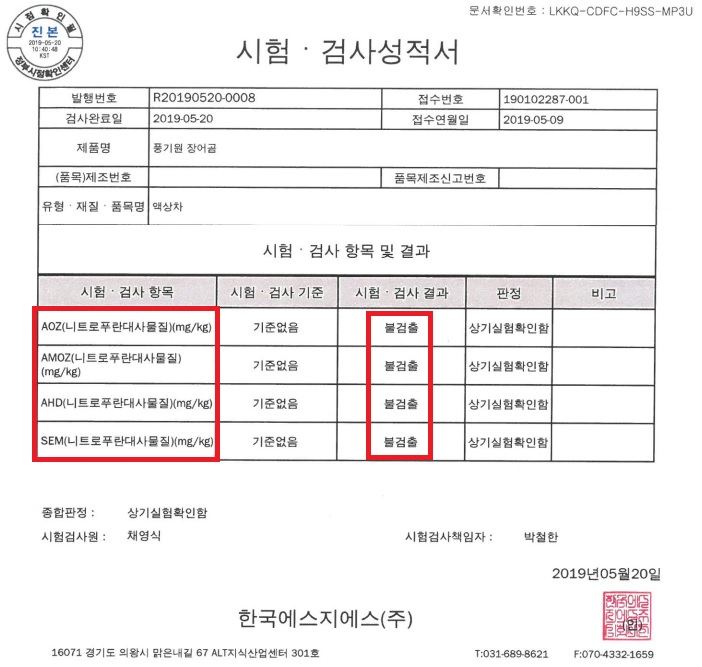 문서확인번호 : LKKQ-CDFC-H9SS-MP3U
시점확인필
진 본
2019-05-20
10:40:48
KST
정부시점확인센터
시험 · 검사성적서
발행번호 R20190520-0008 접수번호 190102287-001
검사완료일 2019-05-20 접수연월일 2019-05-09
제품명 풍기원 장어곰
(품목)제조번호 품목제조신고번호
유형 · 재질 · 품목명 액상차
시험 · 검사 항목 및 결과
시험 · 검사 항목 시험 · 검사 기준 시험 · 검사 결과 판정 비고
AOZ(니트로푸란대사물질)(mg/kg) 기준없음 불검출 상기실험확인함
AMOZ(니트로푸란대사물질)
(mg/kg) 기준없음 불검출 상기실험확인함
AHD(니트로푸란대사물질)(mg/kg) 기준없음 불검출 상기실험확인함
SEM(니트로푸란대사물질)(mg/kg) 기준없음 불검출 상기실험확인함
종합판정 : 상기실험확인함
시험검사원 : 채영식 시험검사책임자 : 박철한
2019년05월20일
한국에스지에스(주) (인)
16071 경기도 의왕시 맑은내길 67 ALT지식산업센터 301호 T:031-689-8621 F:070-4332-1659